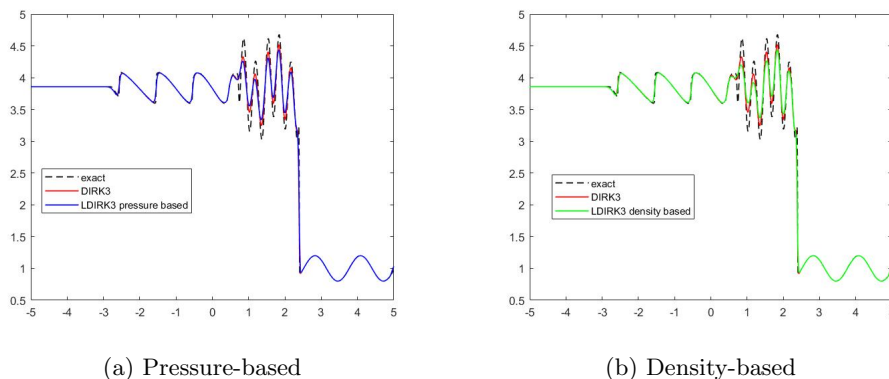 5
4.5
4
3.5
3
2.5
2
1.5
1
0.5
-5 -4 -3 -2 -1 0 1 2 3 4 5
exact
DIRK3
LDIRK3 pressure based
(a) Pressure-based
5
4.5
4
3.5
3
2.5
2
1.5
1
0.5
-5 -4 -3 -2 -1 0 1 2 3 4 5
exact
DIRK3
LDIRK3 density based
(b) Density-based